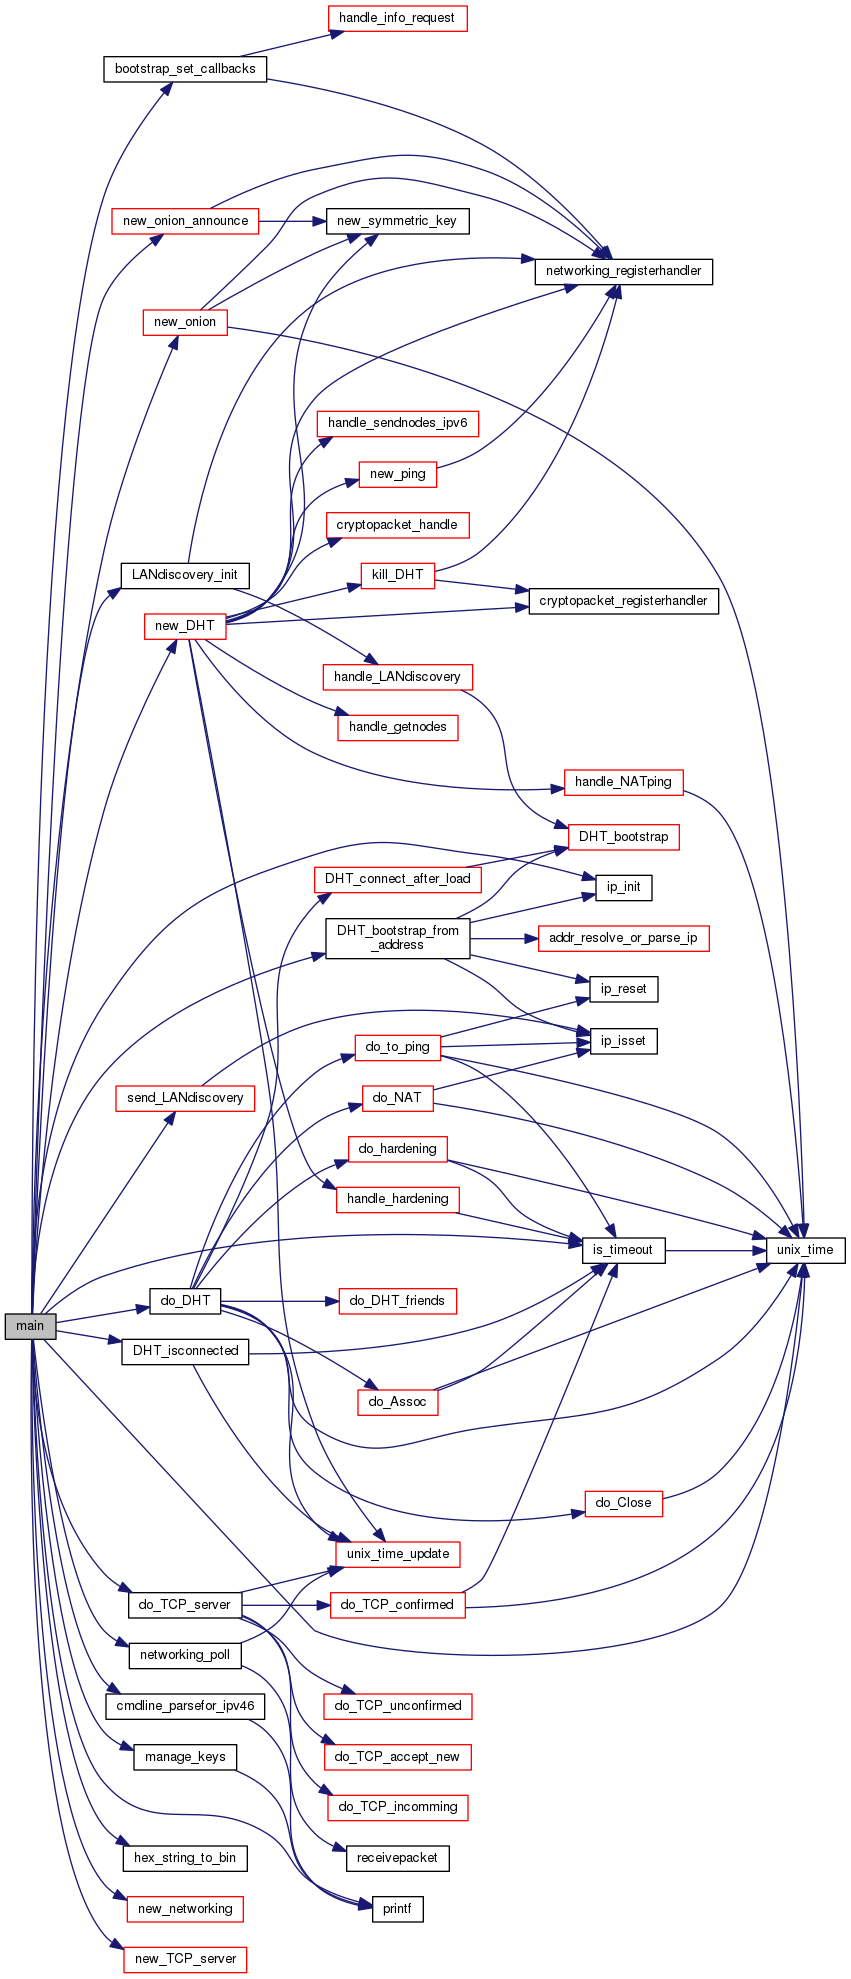 handle_info_request
bootstrap_set_callbacks
new_onion_announce
new_symmetric_key
networking_registerhandler
new_onion
handle_sendnodes_ipv6
new_ping
cryptopacket_handle
LANdiscovery_init
kill_DHT
cryptopacket_registerhandler
new_DHT
handle_LANdiscovery
handle_getnodes
handle_NATping
DHT_bootstrap
DHT_connect_after_load
ip_init
DHT_bootstrap_from
_address
addr_resolve_or_parse_ip
ip_reset
ip_isset
do_to_ping
send_LANdiscovery
do_NAT
do_hardening
handle_hardening
is_timeout
unix_time
do_DHT
do_DHT_friends
main
DHT_isconnected
do_Assoc
do_Close
unix_time_update
do_TCP_server
do_TCP_confirmed
networking_poll
cmdline_parsefor_ipv46
do_TCP_unconfirmed
manage_keys
do_TCP_accept_new
do_TCP_incomming
hex_string_to_bin
receivepacket
new_networking
printf
new_TCP_server